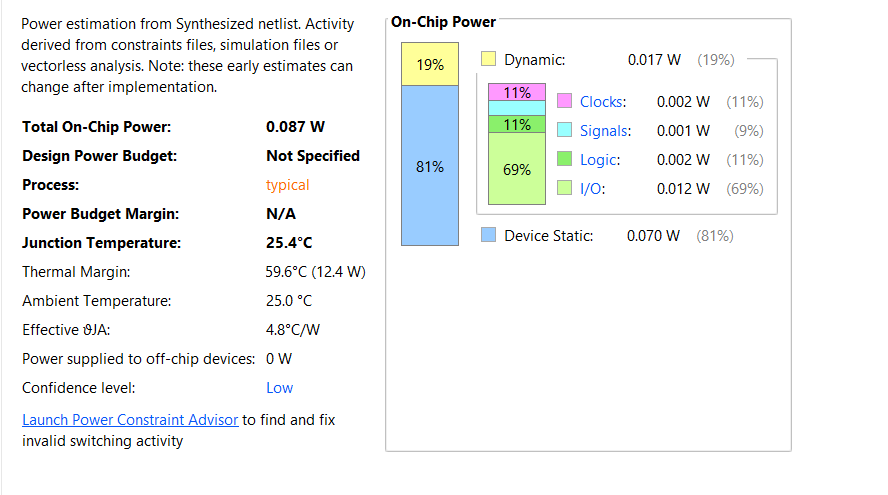 Power estimation from Synthesized netlist. Activity
derived from constraints files, simulation files or
vectorless analysis. Note: these early estimates can
change after implementation.
Total On-Chip Power: 0.087 W
Design Power Budget: Not Specified
Process: typical
Power Budget Margin: N/A
Junction Temperature: 25.4°C
Thermal Margin: 59.6°C (12.4 W)
Ambient Temperature: 25.0 °C
Effective ϑJA: 4.8°C/W
Power supplied to off-chip devices: 0 W
Confidence level: Low
Launch Power Constraint Advisor to find and fix
invalid switching activity
On-Chip Power
19%
81%
Dynamic: 0.017 W (19%)
11%
11%
69%
Clocks: 0.002 W (11%)
Signals: 0.001 W (9%)
Logic: 0.002 W (11%)
I/O: 0.012 W (69%)
Device Static: 0.070 W (81%)